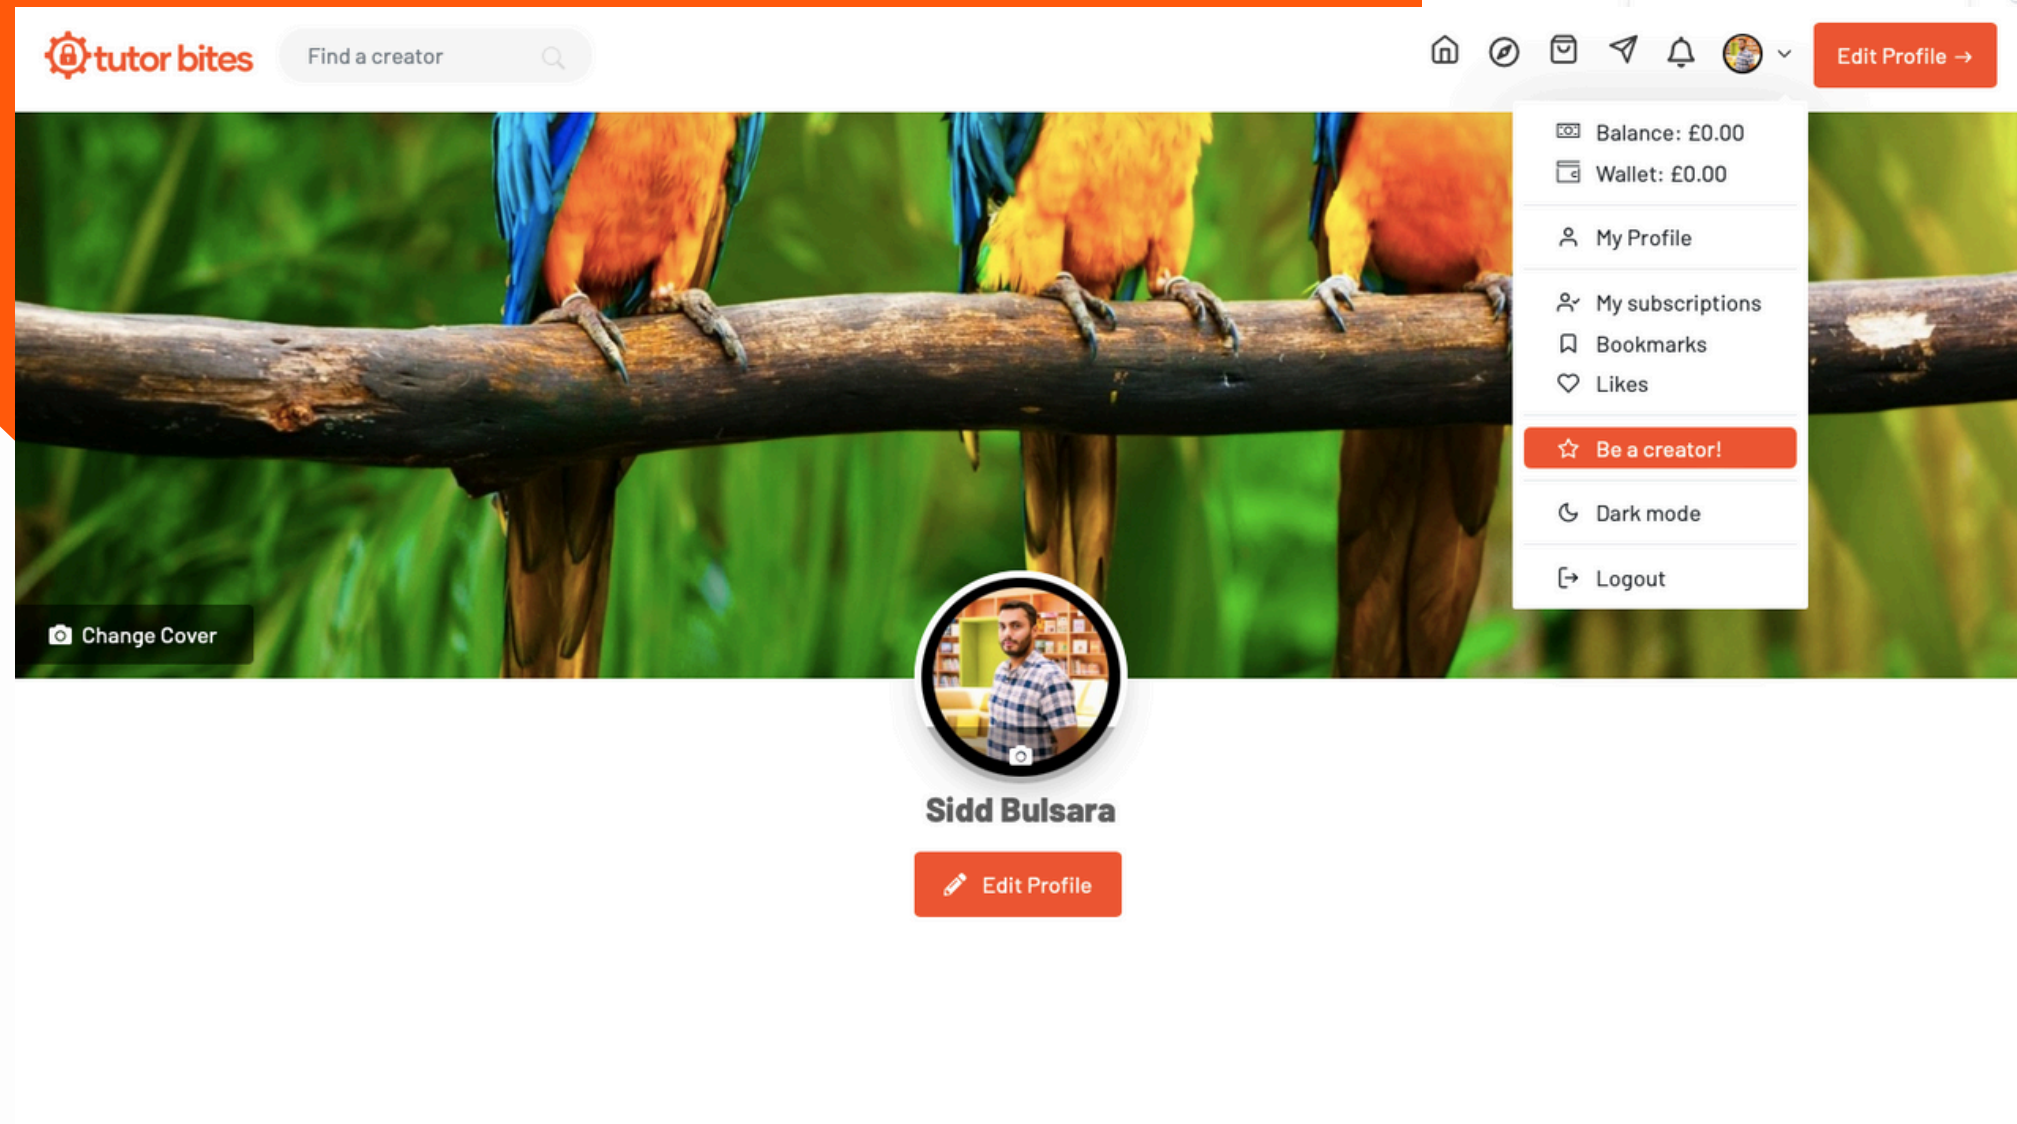 tutor bites
Find a creator
Edit Profile →
Balance: £0.00
Wallet: £0.00
My Profile
My subscriptions
Bookmarks
Likes
Be a creator!
Dark mode
Logout
Change Cover
Sidd Bulsara
Edit Profile